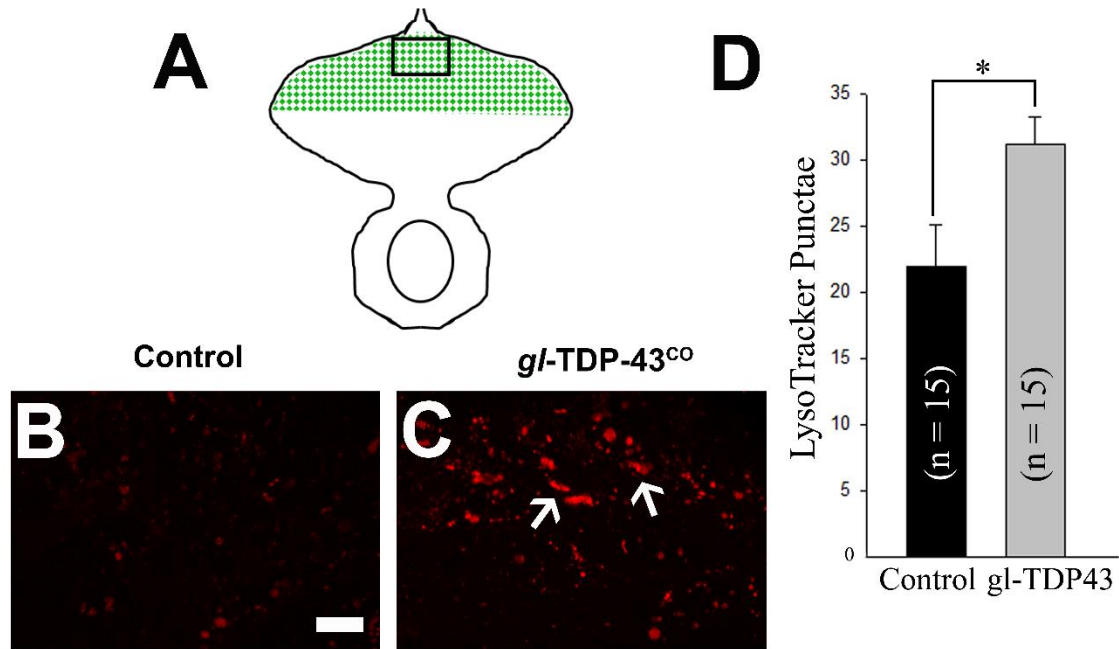 A
Control
gl-TDP-43ᶜᴼ
B
C
D
*
LysoTracker Punctae
35
30
25
20
15
10
5
0
(n = 15)
(n = 15)
Control gl-TDP43